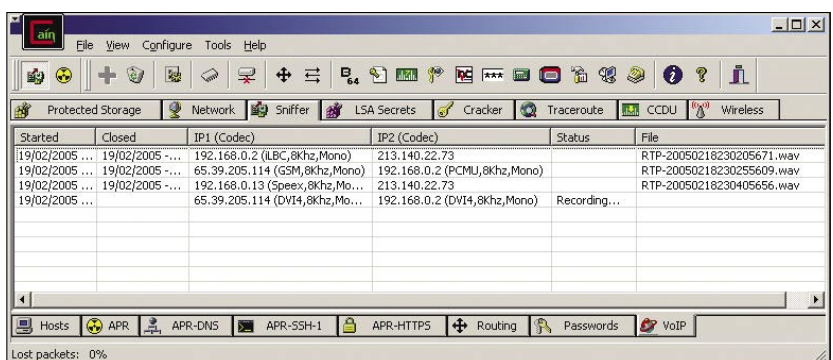 Cain
File View Configure Tools Help
B64
Protected Storage Network Sniffer LSA Secrets Cracker Traceroute CCDU Wireless
Started Closed IP1 (Codec) IP2 (Codec) Status File
19/02/2005 ... 19/02/2005 -... 192.168.0.2 (iLBC,8Khz,Mono) 213.140.22.73 RTP-20050218230205671.wav
19/02/2005 ... 19/02/2005 -... 65.39.205.114 (GSM,8Khz,Mono) 192.168.0.2 (PCMU,8Khz,Mono) RTP-20050218230255609.wav
19/02/2005 ... 19/02/2005 -... 192.168.0.13 (Speex,8Khz,Mo... 213.140.22.73 RTP-20050218230405656.wav
19/02/2005 ... 65.39.205.114 (DVI4,8Khz,Mo... 192.168.0.2 (DVI4,8Khz,Mono) Recording...
Hosts APR APR-DNS APR-SSH-1 APR-HTTPS Routing Passwords VoIP
Lost packets: 0%